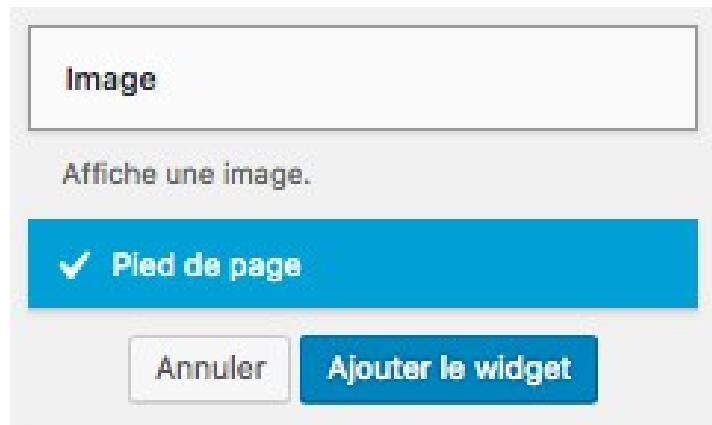 Image
Affiche une image.
Pied de page
Annuler Ajouter le widget